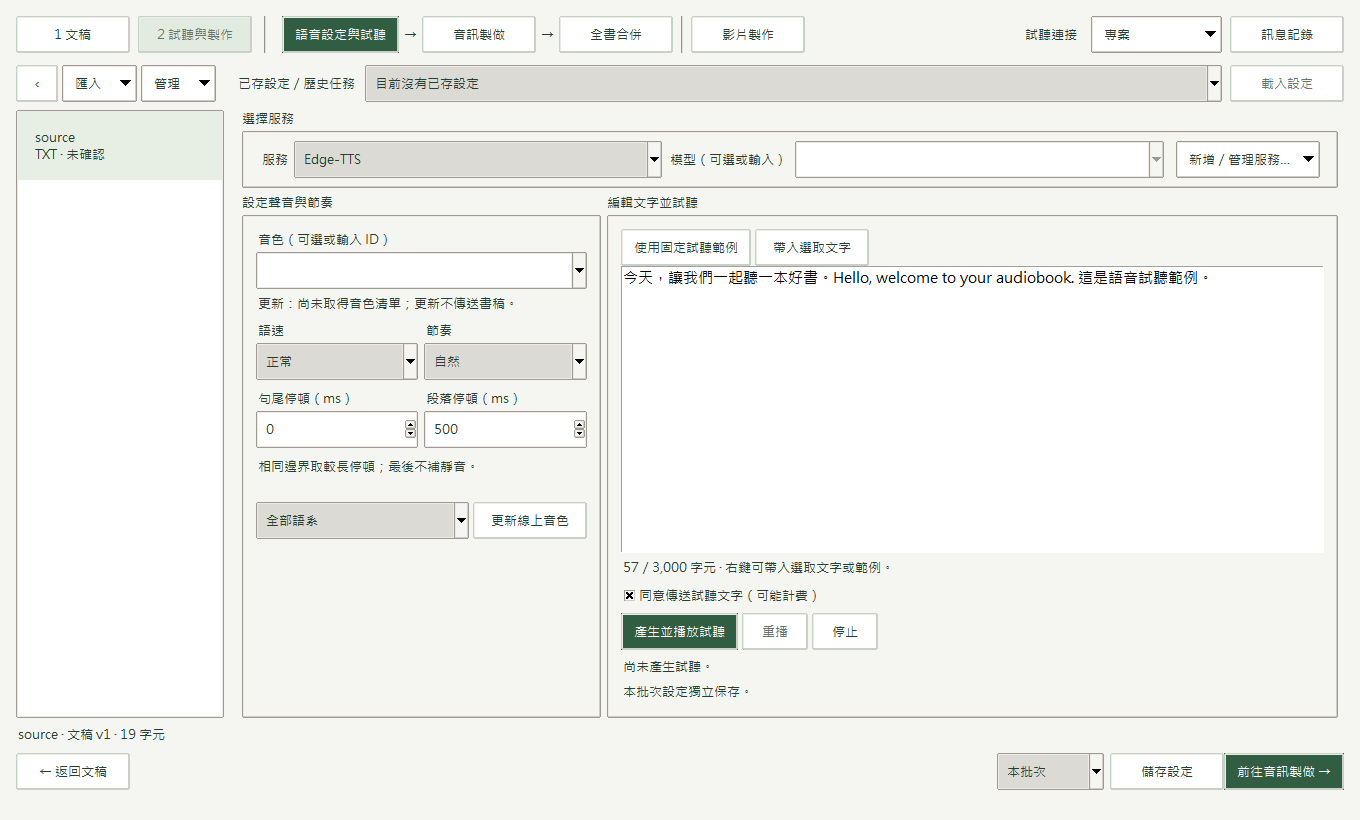 1 文稿
2 試聽與製作
語音設定與試聽
→
音訊製做
→
全書合併
影片製作
試聽連接
專案
訊息記錄
‹
匯入
管理
已存設定 / 歷史任務
目前沒有已存設定
載入設定
source
TXT · 未確認
選擇服務
服務
Edge-TTS
模型（可選或輸入）
新增 / 管理服務...
設定聲音與節奏
音色（可選或輸入 ID）
更新：尚未取得音色清單；更新不傳送書稿。
語速
節奏
正常
自然
句尾停頓（ms）
段落停頓（ms）
0
500
相同邊界取較長停頓；最後不補靜音。
全部語系
更新線上音色
編輯文字並試聽
使用固定試聽範例
帶入選取文字
今天，讓我們一起聽一本好書。Hello, welcome to your audiobook. 這是語音試聽範例。
57 / 3,000 字元 · 右鍵可帶入選取文字或範例。
同意傳送試聽文字（可能計費）
產生並播放試聽
重播
停止
尚未產生試聽。
本批次設定獨立保存。
source · 文稿 v1 · 19 字元
← 返回文稿
本批次
儲存設定
前往音訊製做 →